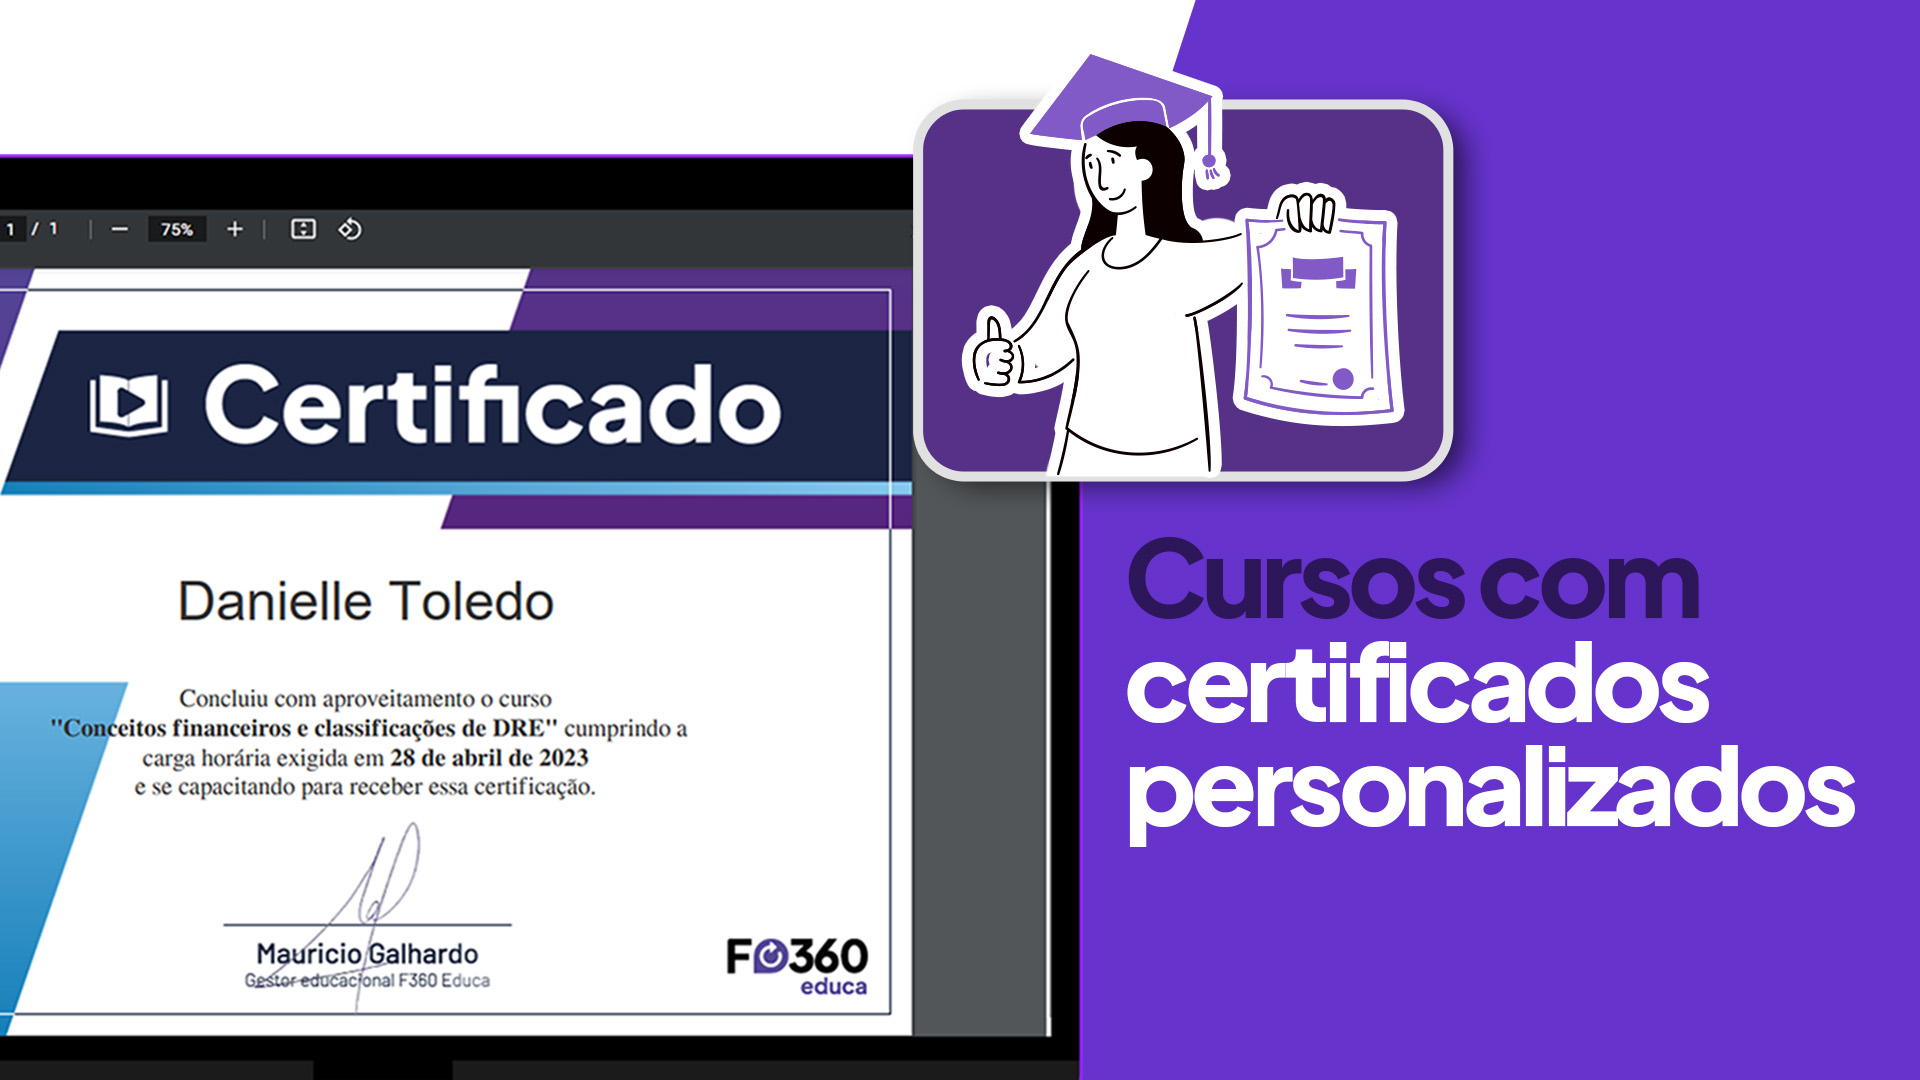 1 / 1 75%
Certificado
Danielle Toledo
Concluiu com aproveitamento o curso
"Conceitos financeiros e classificações de DRE" cumprindo a
carga horária exigida em 28 de abril de 2023
e se capacitando para receber essa certificação.
Mauricio Galhardo
Gestor educacional F360 Educa
F360
educa
Cursos com
certificados
personalizados